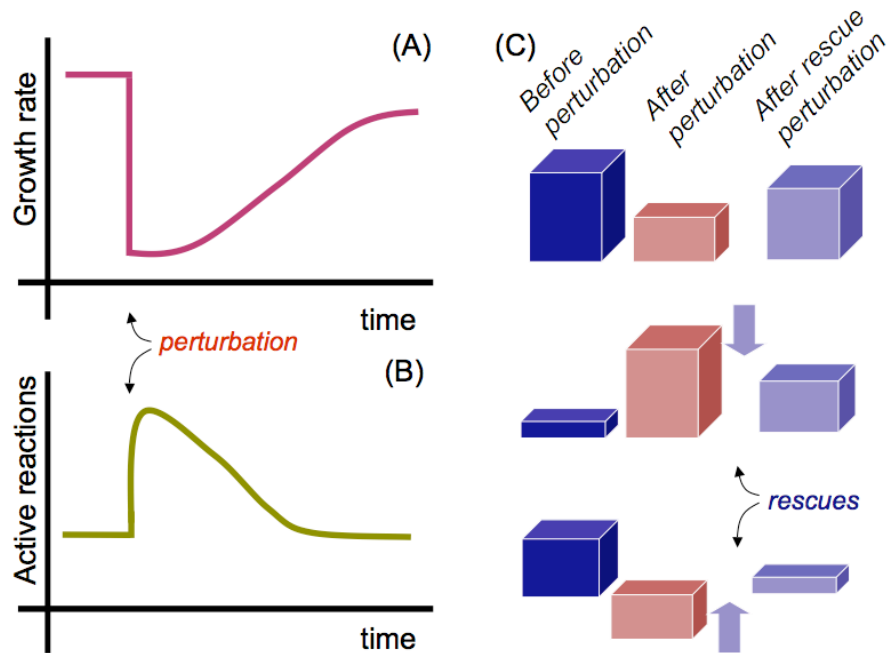 (A)
Growth rate
time
perturbation
(B)
Active reactions
time
(C)
Before
perturbation
After
perturbation
After rescue
perturbation
rescues